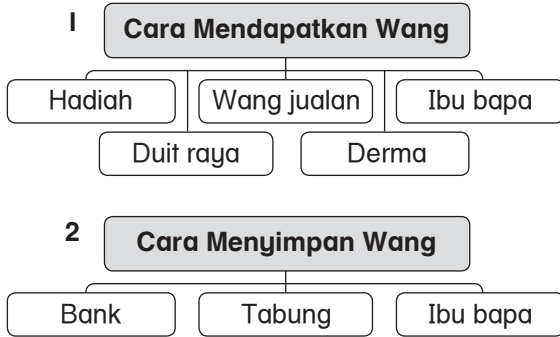 1 Cara Mendapatkan Wang
Hadiah Wang jualan Ibu bapa
Duit raya Derma
2 Cara Menyimpan Wang
Bank Tabung Ibu bapa